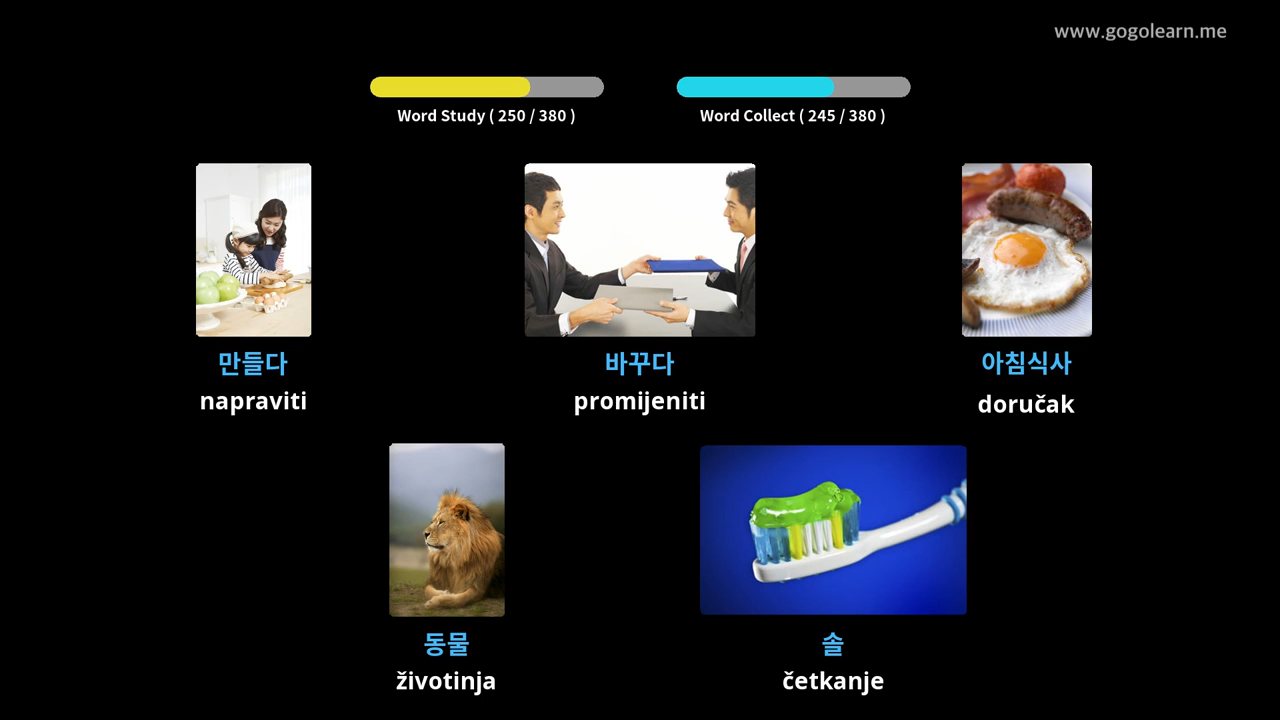 www.gogolearn.me
Word Study ( 250 / 380 )
Word Collect ( 245 / 380 )
만들다
napraviti
바꾸다
promijeniti
아침식사
doručak
동물
životinja
솔
četkanje